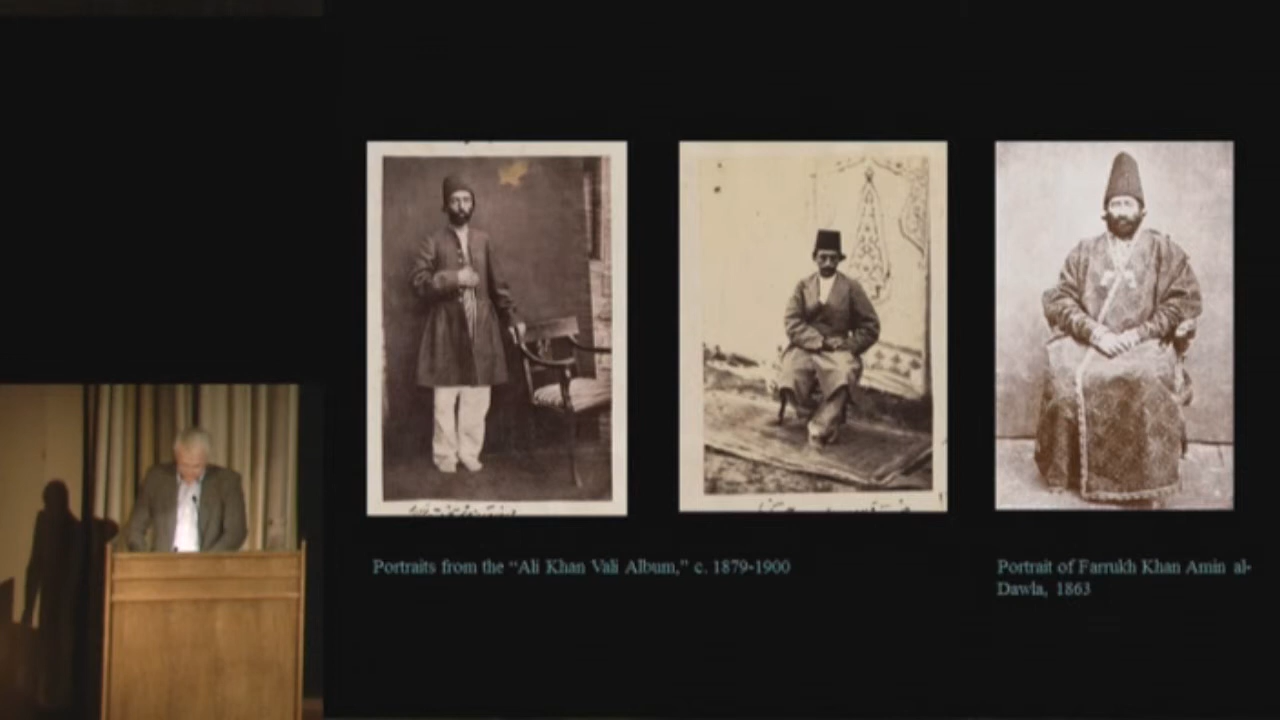 Portraits from the “Ali Khan Vali Album,” c. 1879-1900
Portrait of Farrukh Khan Amin al-
Dawla, 1863